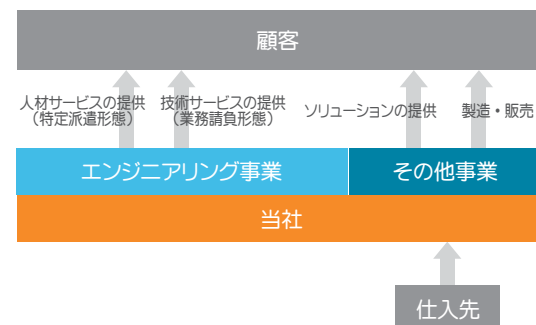 顧客
人材サービスの提供
（特定派遣形態）
技術サービスの提供
（業務請負形態）
ソリューションの提供
製造・販売
エンジニアリング事業
その他事業
当社
仕入先